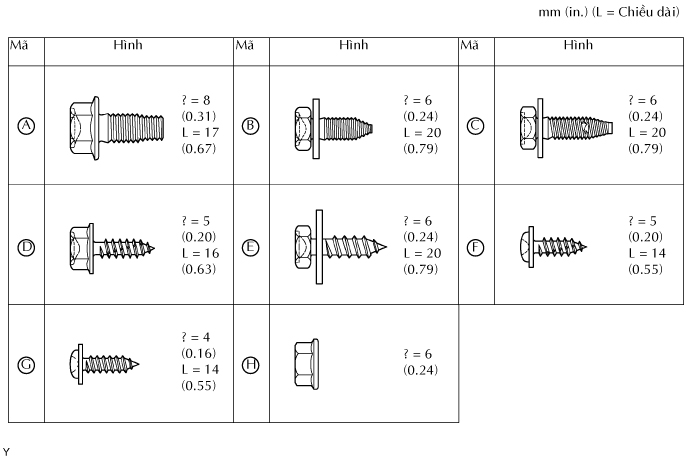 mm (in.) (L = Chiều dài)
Mã Hình Mã Hình Mã Hình
A
? = 8
(0.31)
L = 17
(0.67)
B
? = 6
(0.24)
L = 20
(0.79)
C
? = 6
(0.24)
L = 20
(0.79)
D
? = 5
(0.20)
L = 16
(0.63)
E
? = 6
(0.24)
L = 20
(0.79)
F
? = 5
(0.20)
L = 14
(0.55)
G
? = 4
(0.16)
L = 14
(0.55)
H
? = 6
(0.24)
Y